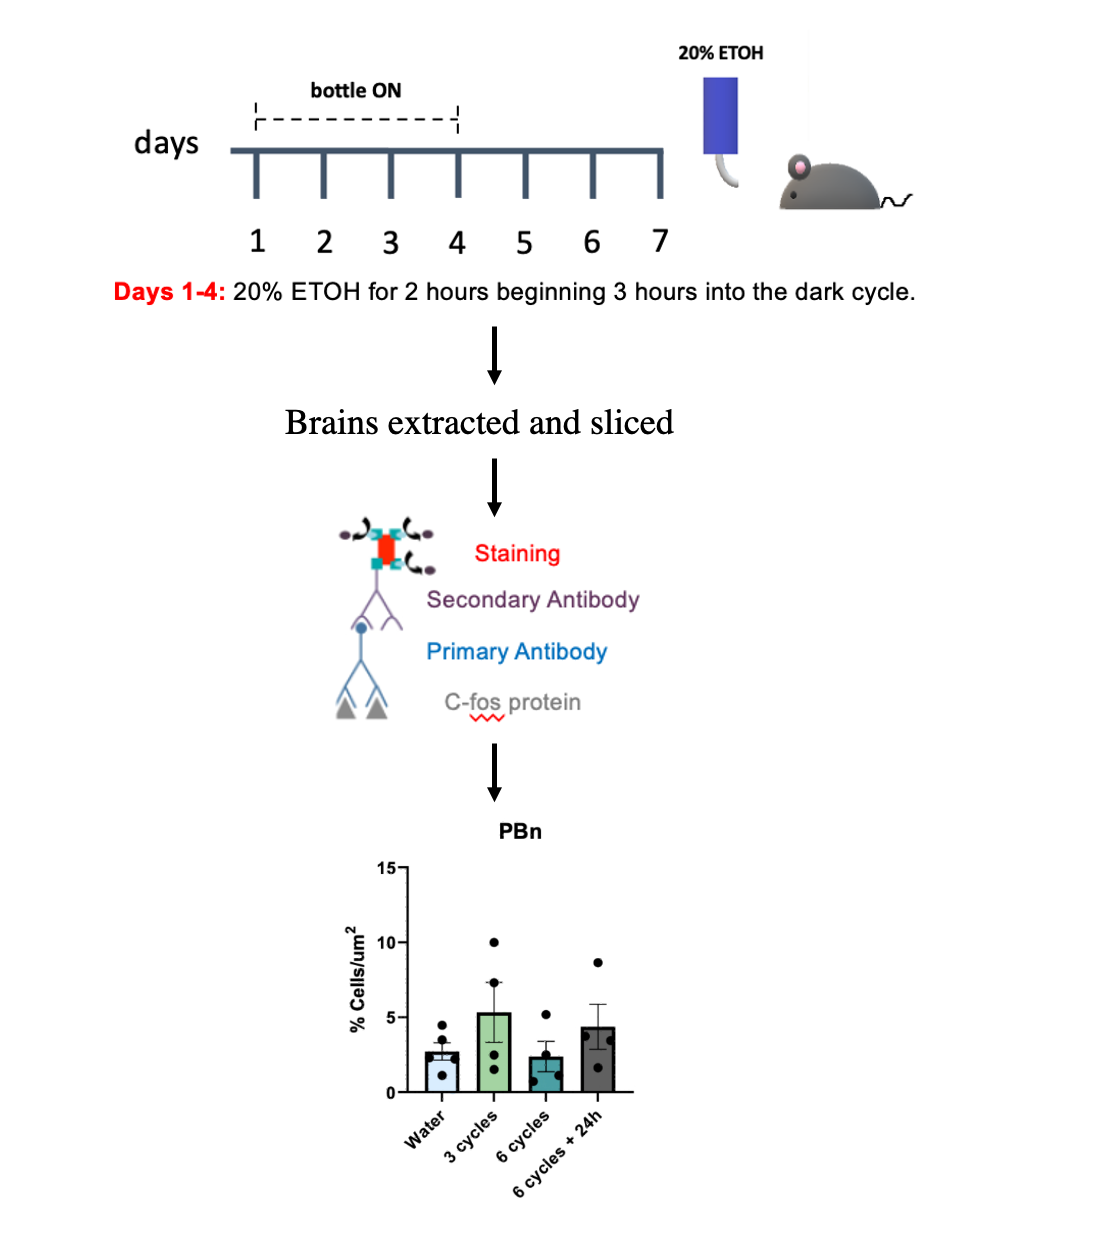 20% ETOH
bottle ON
days
1 2 3 4 5 6 7
Days 1-4: 20% ETOH for 2 hours beginning 3 hours into the dark cycle.
Brains extracted and sliced
Staining
Secondary Antibody
Primary Antibody
C-fos protein
PBn
% Cells/um²
15
10
5
0
Water
3 cycles
6 cycles
6 cycles + 24h